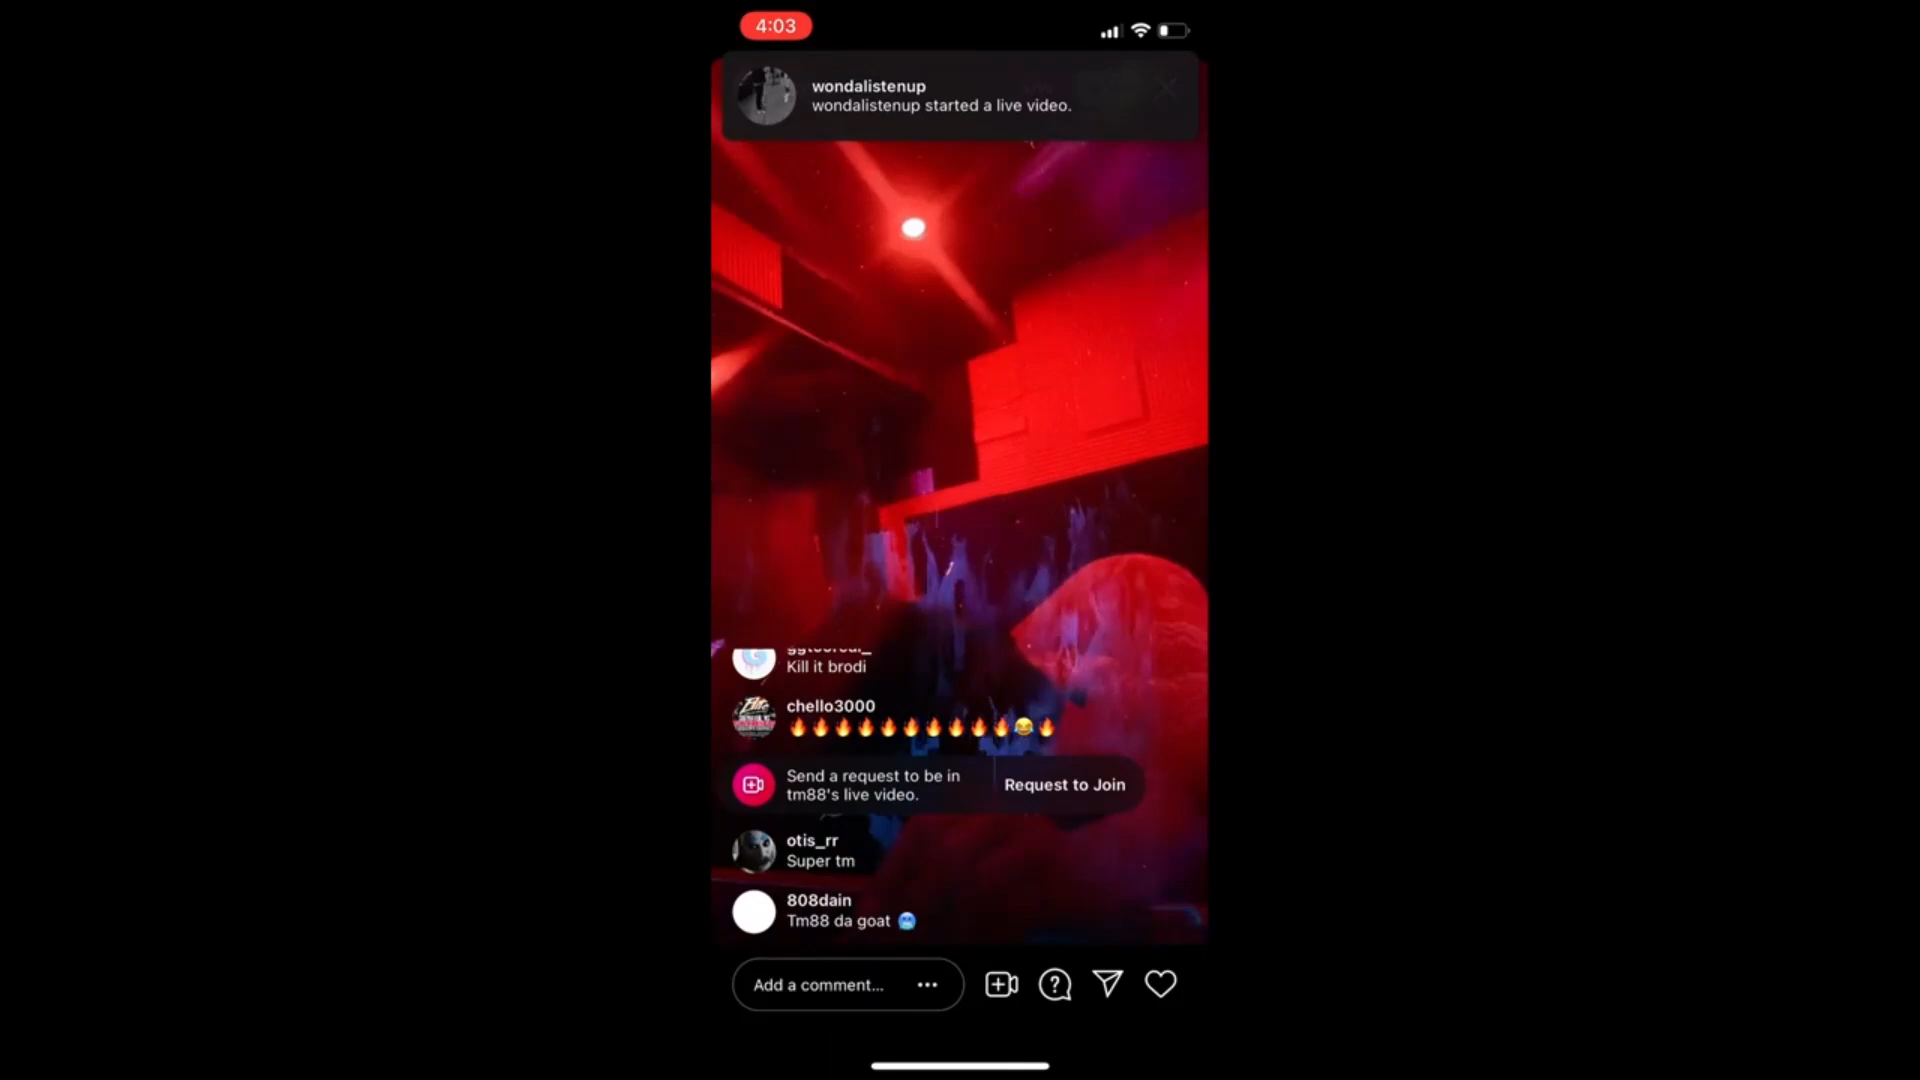 4:03
wondalistenup
wondalistenup started a live video.
Kill it brodi
chello3000
🔥🔥🔥🔥🔥🔥🔥🔥🔥🔥😂🔥
Send a request to be in
tm88's live video.
Request to Join
otis_rr
Super tm
808dain
Tm88 da goat 🥶
Add a comment...